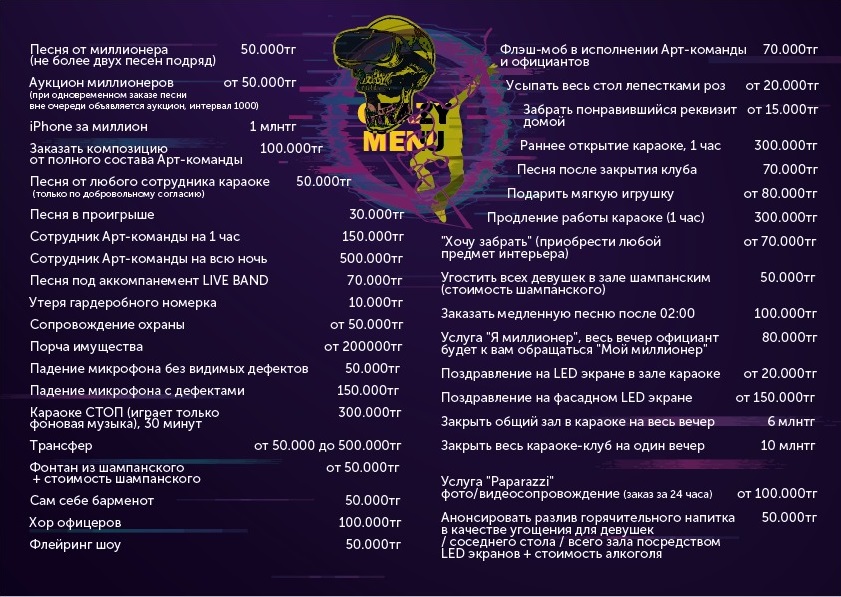 CRAZY
MENU
Песня от миллионера 50.000тг
(не более двух песен подряд)
Аукцион миллионеров от 50.000тг
(при одновременном заказе песни
вне очереди объявляется аукцион, интервал 1000)
iPhone за миллион 1 млнтг
Заказать композицию 100.000тг
от полного состава Арт-команды
Песня от любого сотрудника караоке 50.000тг
(только по добровольному согласию)
Песня в проигрыше 30.000тг
Сотрудник Арт-команды на 1 час 150.000тг
Сотрудник Арт-команды на всю ночь 500.000тг
Песня под аккомпанемент LIVE BAND 70.000тг
Утеря гардеробного номерка 10.000тг
Сопровождение охраны от 50.000тг
Порча имущества от 200000тг
Падение микрофона без видимых дефектов 50.000тг
Падение микрофона с дефектами 150.000тг
Караоке СТОП (играет только 300.000тг
фоновая музыка), 30 минут
Трансфер от 50.000 до 500.000тг
Фонтан из шампанского от 50.000тг
+ стоимость шампанского
Сам себе барменот 50.000тг
Хор офицеров 100.000тг
Флейринг шоу 50.000тг
Флэш-моб в исполнении Арт-команды 70.000тг
и официантов
Усыпать весь стол лепестками роз от 20.000тг
Забрать понравившийся реквизит от 15.000тг
домой
Раннее открытие караоке, 1 час 300.000тг
Песня после закрытия клуба 70.000тг
Подарить мягкую игрушку от 80.000тг
Продление работы караоке (1 час) 300.000тг
"Хочу забрать" (приобрести любой от 70.000тг
предмет интерьера)
Угостить всех девушек в зале шампанским 50.000тг
(стоимость шампанского)
Заказать медленную песню после 02:00 100.000тг
Услуга "Я миллионер", весь вечер официант 80.000тг
будет к вам обращаться "Мой миллионер"
Поздравление на LED экране в зале караоке от 20.000тг
Поздравление на фасадном LED экране от 150.000тг
Закрыть общий зал в караоке на весь вечер 6 млнтг
Закрыть весь караоке-клуб на один вечер 10 млнтг
Услуга "Paparazzi"
фото/видеосопровождение (заказ за 24 часа) от 100.000тг
Анонсировать разлив горячительного напитка 50.000тг
в качестве угощения для девушек
/ соседнего стола / всего зала посредством
LED экранов + стоимость алкоголя